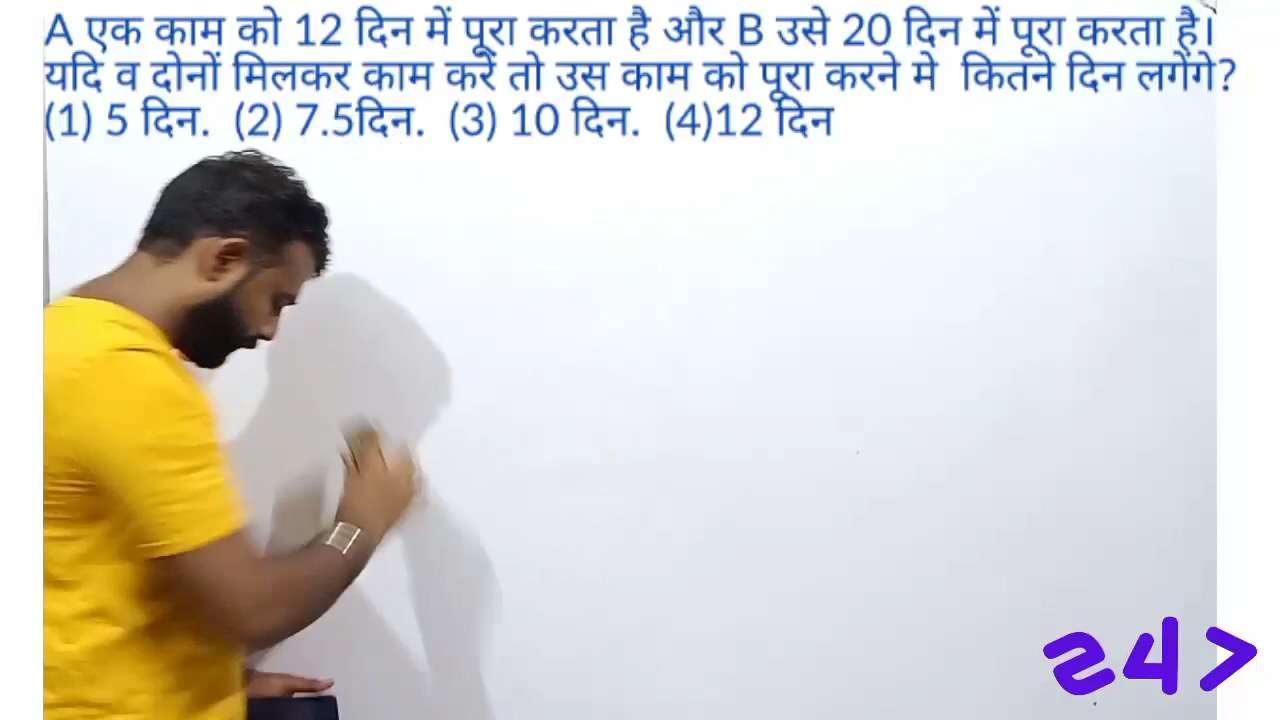 A एक काम को 12 दिन में पूरा करता है और B उसे 20 दिन में पूरा करता है।
यदि व दोनों मिलकर काम करें तो उस काम को पूरा करने मे कितने दिन लगेंगे?
(1) 5 दिन. (2) 7.5दिन. (3) 10 दिन. (4)12 दिन
247